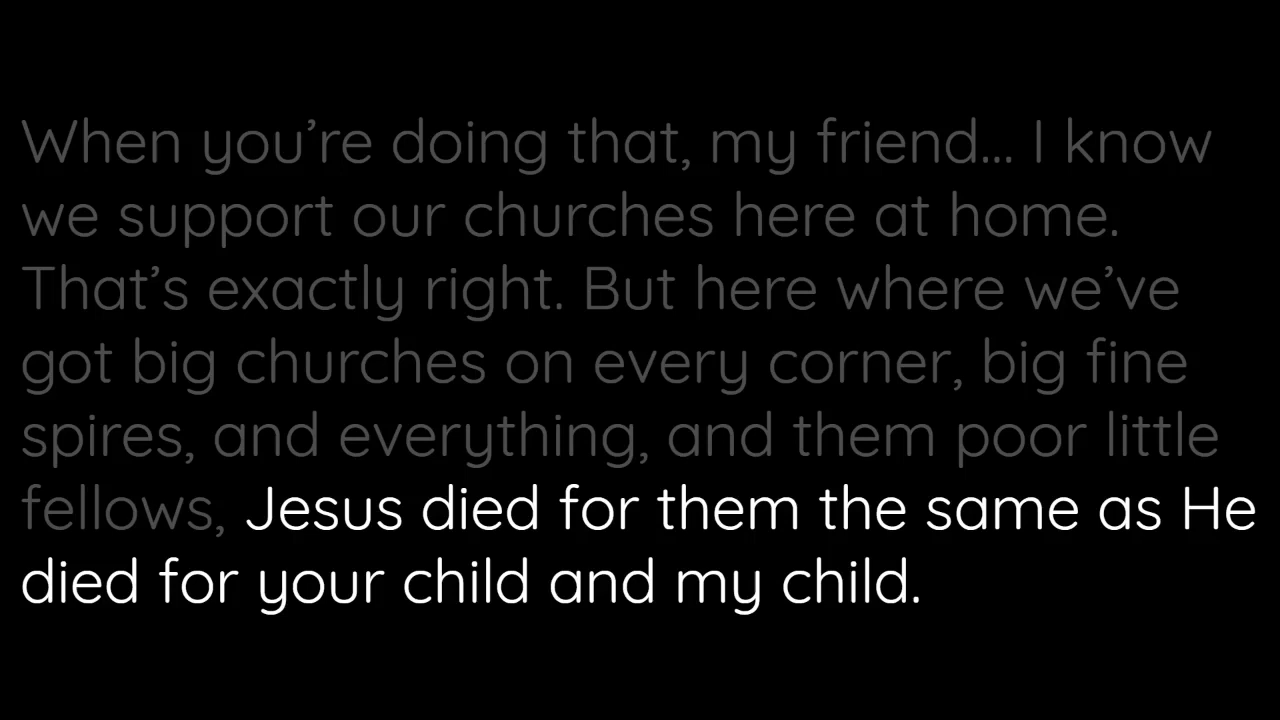 When you’re doing that, my friend... I know
we support our churches here at home.
That’s exactly right. But here where we’ve
got big churches on every corner, big fine
spires, and everything, and them poor little
fellows, Jesus died for them the same as He
died for your child and my child.